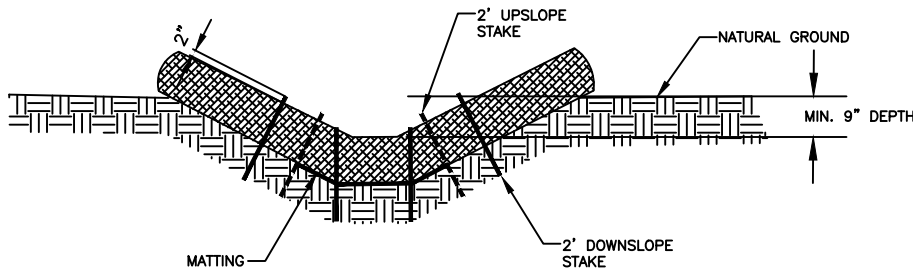 2"
2' UPSLOPE
STAKE
NATURAL GROUND
MIN. 9" DEPTH
MATTING
2' DOWNSLOPE
STAKE